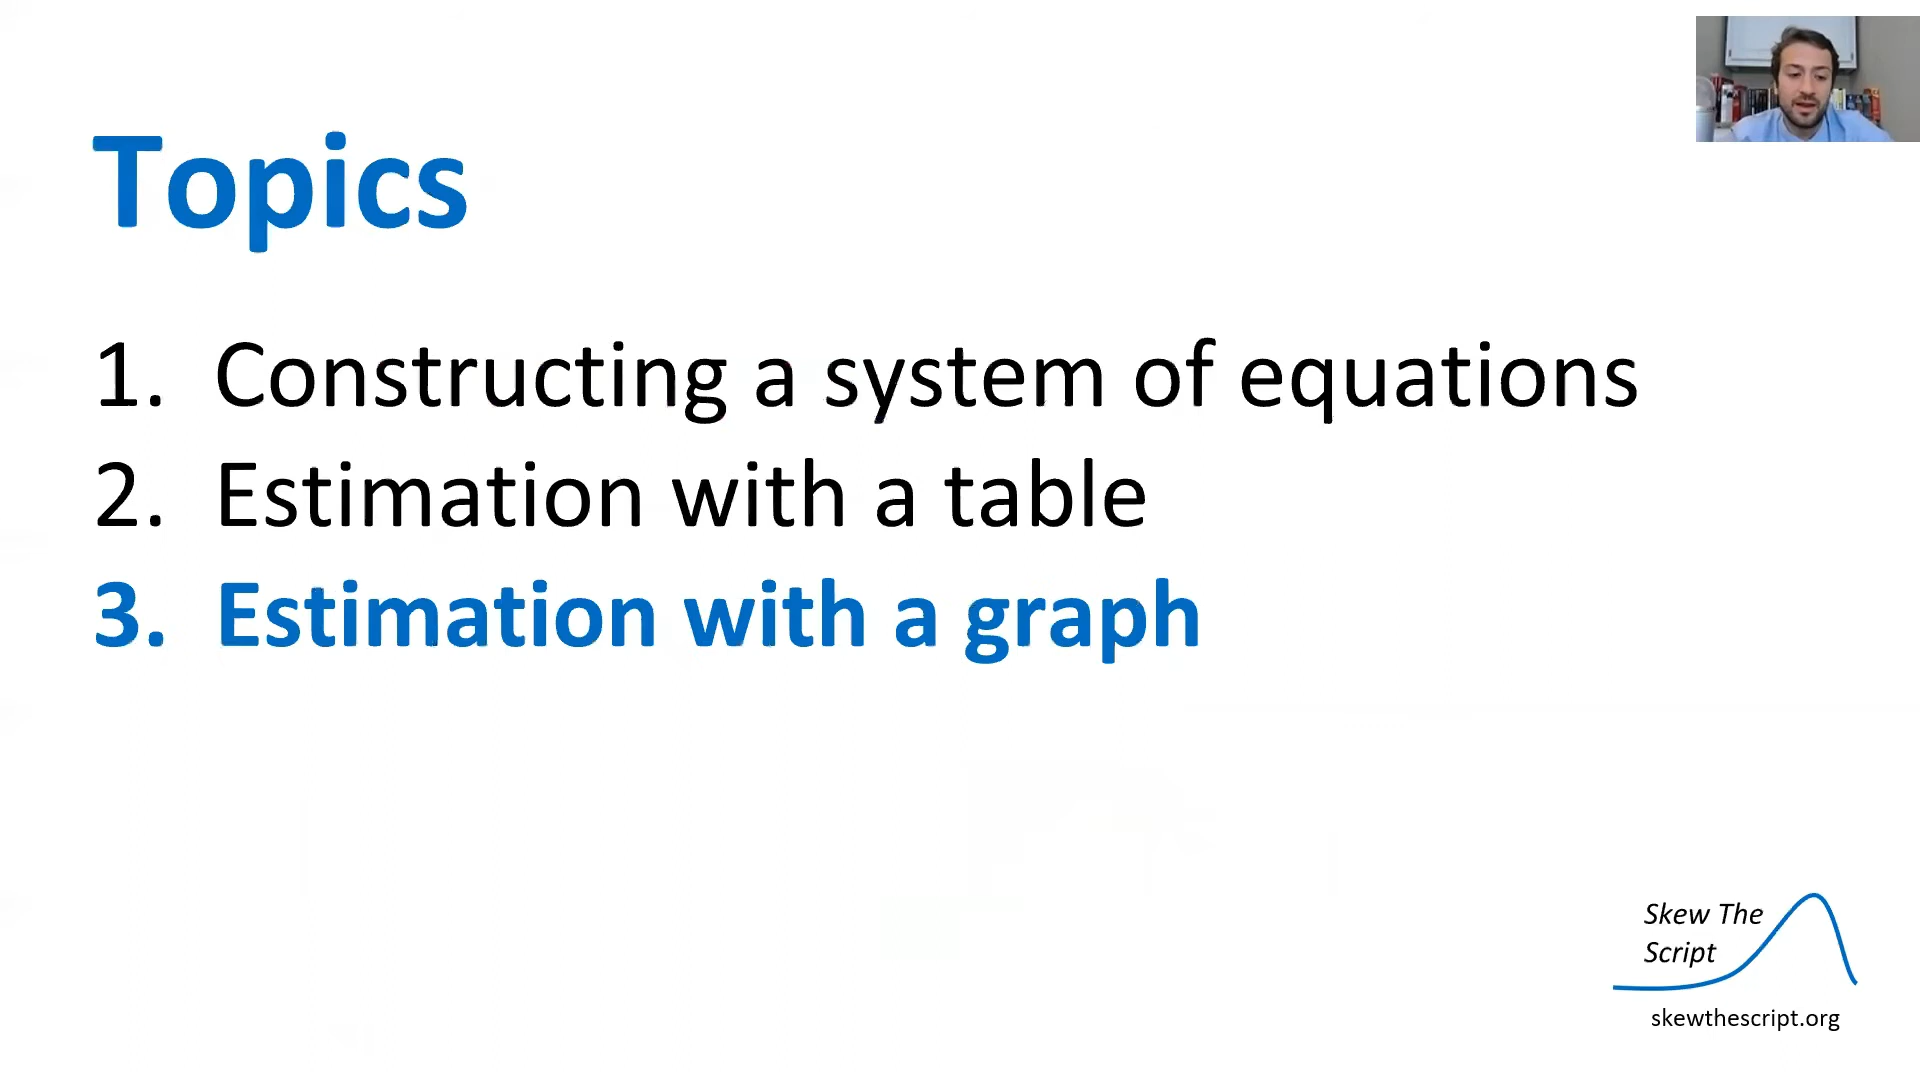 Topics
1. Constructing a system of equations
2. Estimation with a table
3. Estimation with a graph
Skew The
Script
skewthescript.org